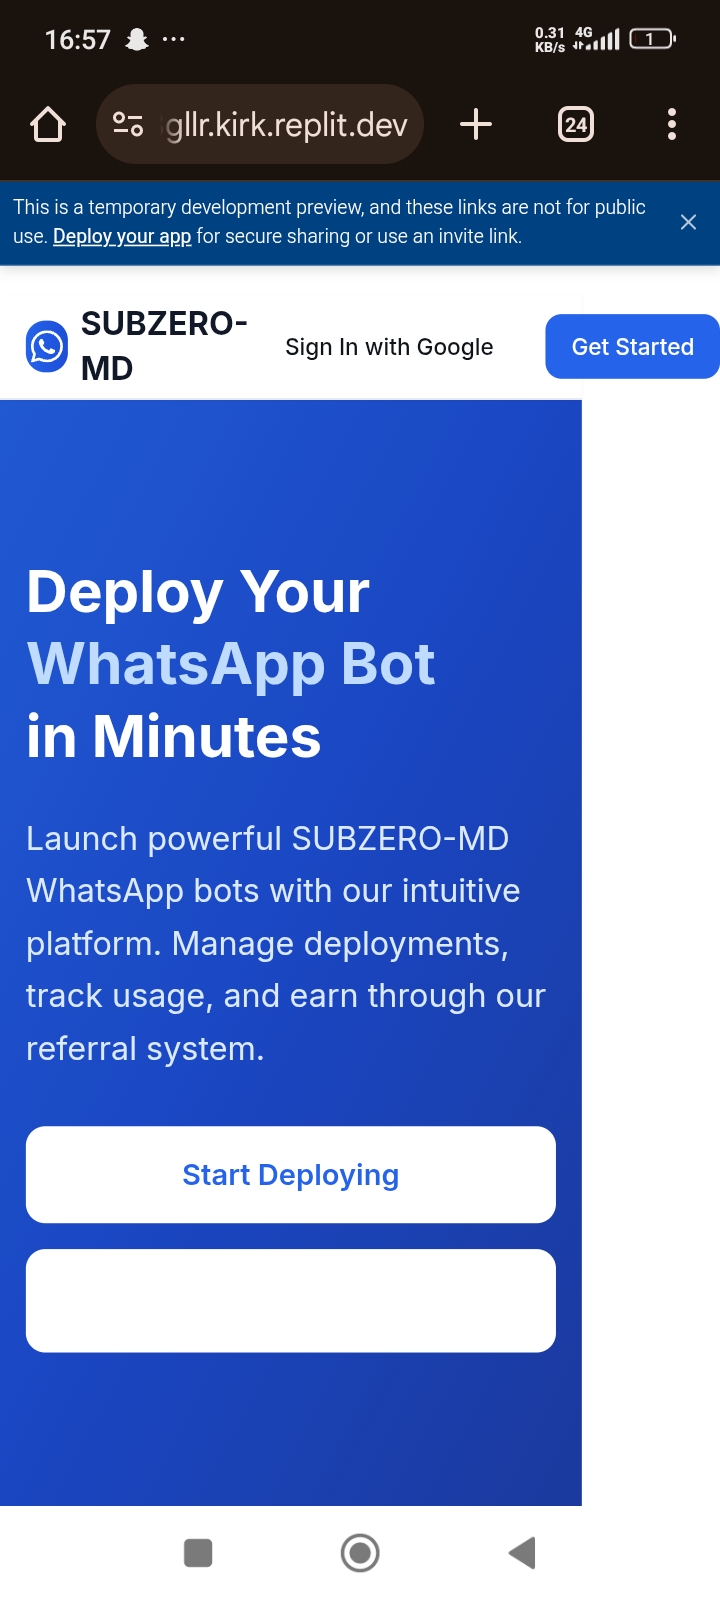 16:57
0.31 KB/s 4G 1
gllr.kirk.replit.dev
24
This is a temporary development preview, and these links are not for public
use. Deploy your app for secure sharing or use an invite link.
SUBZERO-
MD
Sign In with Google
Get Started
Deploy Your
WhatsApp Bot
in Minutes
Launch powerful SUBZERO-MD
WhatsApp bots with our intuitive
platform. Manage deployments,
track usage, and earn through our
referral system.
Start Deploying